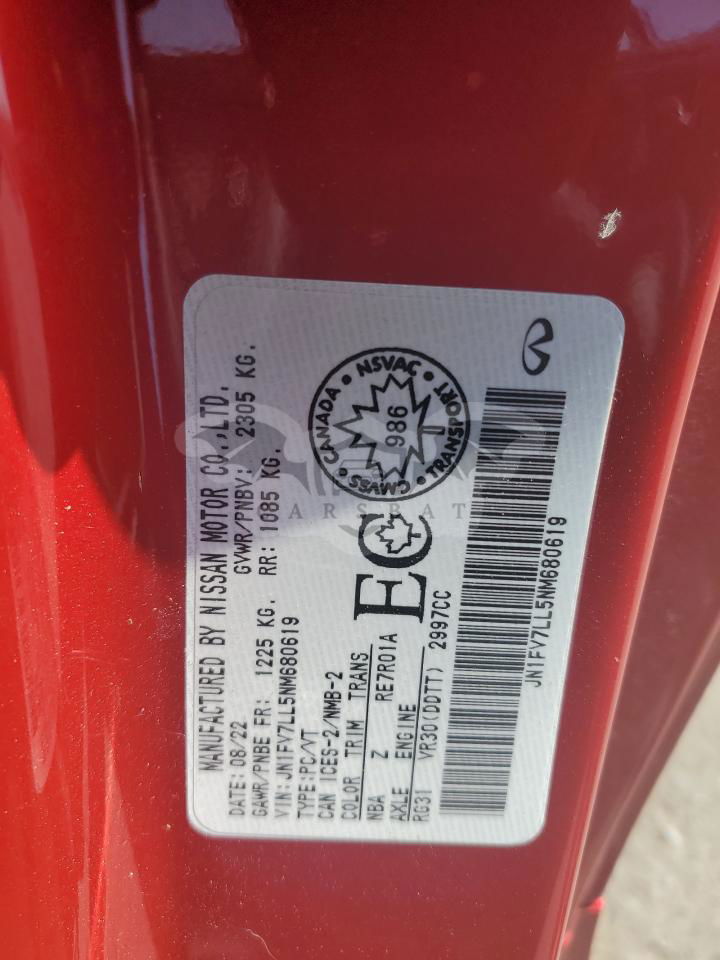 MANUFACTURED BY NISSAN MOTOR CO.,LTD.
DATE: 08/22 GVWR/PNBV: 2305 KG.
GAWR/PNBE FR: 1225 KG. RR: 1085 KG.
VIN: JN1FV7LL5NM680619
TYPE:PC/VT
CAN ICES-2/NMB-2
COLOR TRIM TRANS
NBA Z RE7R01A
AXLE ENGINE
RG31 VR30(DDTT) 2997CC
CANADA • NSVAC • TRANSPORT • CMVSS
986
EC
JN1FV7LL5NM680619
ARSBAT